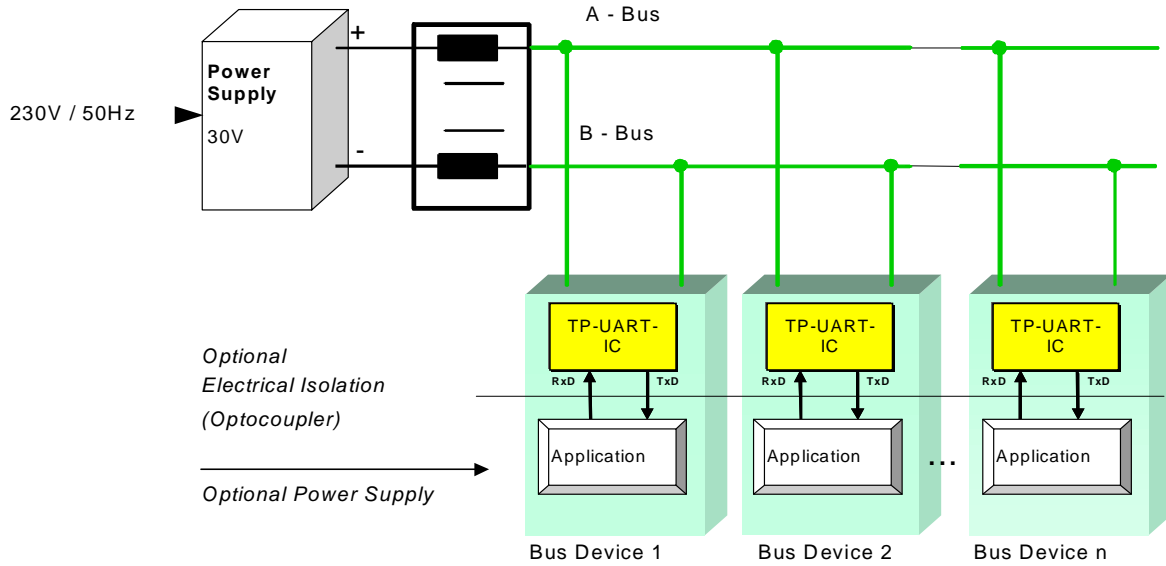 A - Bus
+
Power
Supply
230V / 50Hz
30V
B - Bus
-
TP-UART-
IC
TP-UART-
IC
TP-UART-
IC
RxD
TxD
RxD
TxD
RxD
TxD
Optional
Electrical Isolation
(Optocoupler)
Application
Application
...
Application
Optional Power Supply
Bus Device 1
Bus Device 2
Bus Device n